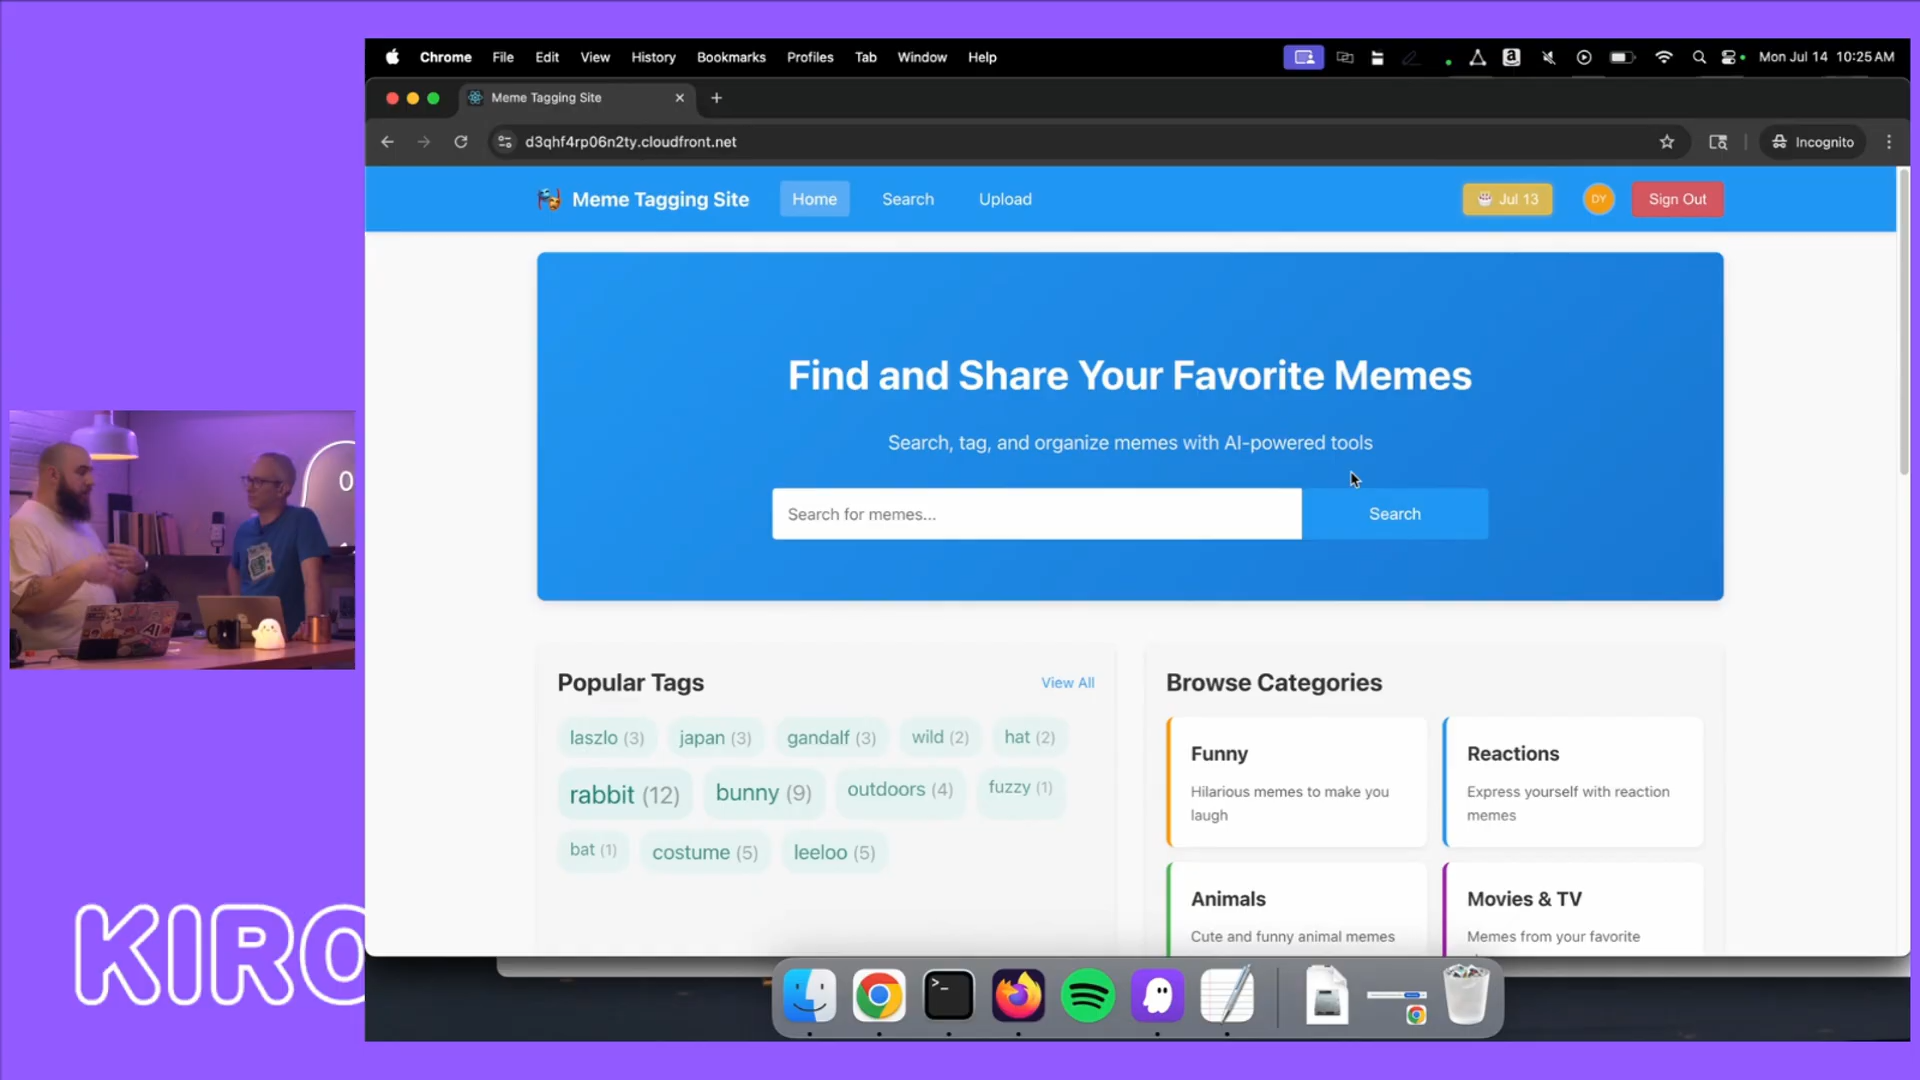 Chrome File Edit View History Bookmarks Profiles Tab Window Help Mon Jul 14 10:25 AM
Meme Tagging Site
d3qhf4rp06n2ty.cloudfront.net Incognito
Meme Tagging Site Home Search Upload Jul 13 DY Sign Out
Find and Share Your Favorite Memes
Search, tag, and organize memes with AI-powered tools
Search for memes... Search
Popular Tags View All
laszlo (3) japan (3) gandalf (3) wild (2) hat (2)
rabbit (12) bunny (9) outdoors (4) fuzzy (1)
bat (1) costume (5) leeloo (5)
Browse Categories
Funny
Hilarious memes to make you
laugh
Reactions
Express yourself with reaction
memes
Animals
Cute and funny animal memes
Movies & TV
Memes from your favorite
AI
KIRO